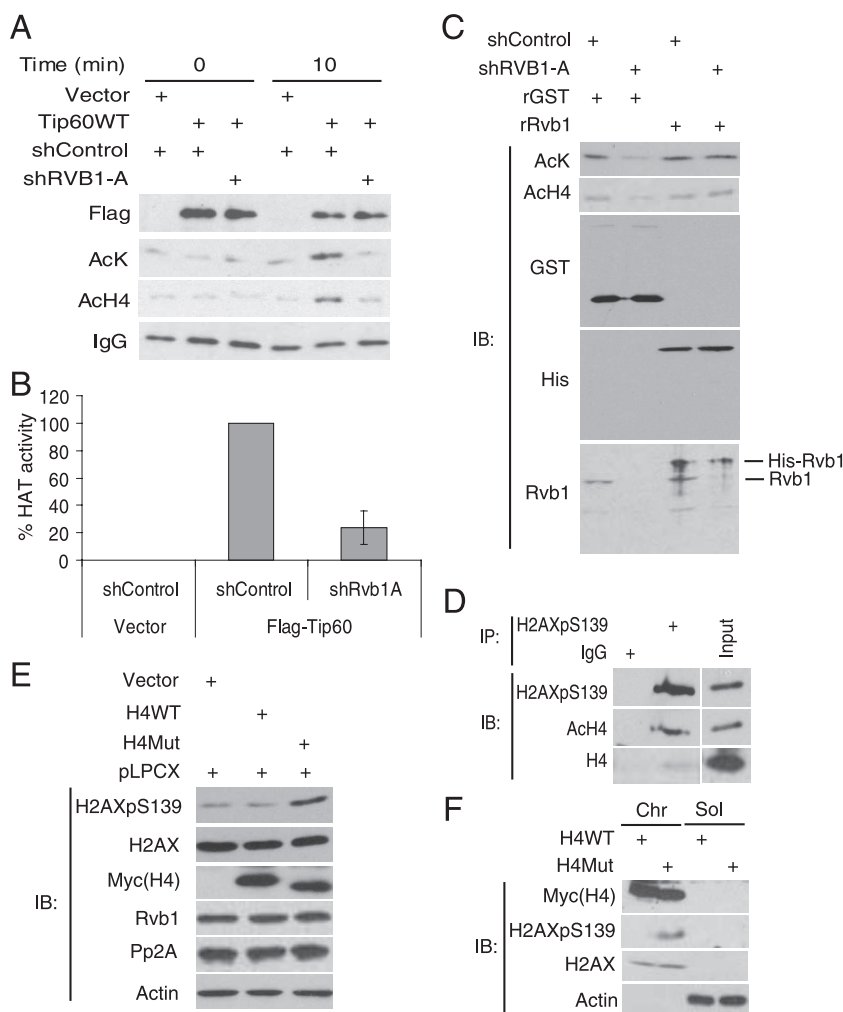 A
Time (min) 0 10
Vector + +
Tip60WT + + + +
shControl + + + +
shRVB1-A + +
Flag
AcK
AcH4
IgG
B
% HAT activity
120
100
80
60
40
20
0
shControl shControl shRvb1A
Vector Flag-Tip60
C
shControl + +
shRVB1-A + +
rGST + +
rRvb1 + +
IB:
AcK
AcH4
GST
His
Rvb1
His-Rvb1
Rvb1
D
IP:
H2AXpS139 +
IgG +
Input
IB:
H2AXpS139
AcH4
H4
E
Vector +
H4WT +
H4Mut +
pLPCX + + +
IB:
H2AXpS139
H2AX
Myc(H4)
Rvb1
Pp2A
Actin
F
Chr Sol
H4WT + +
H4Mut + +
IB:
Myc(H4)
H2AXpS139
H2AX
Actin